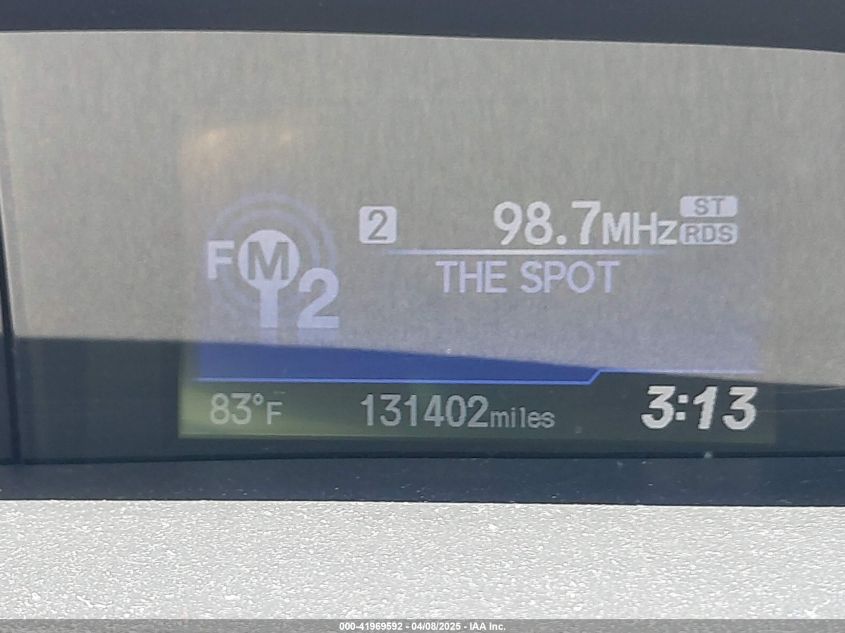 2 98.7MHz ST
RDS
FM2
THE SPOT
83°F 131402miles 3:13
000-41969592 - 04/08/2025 - IAA Inc.